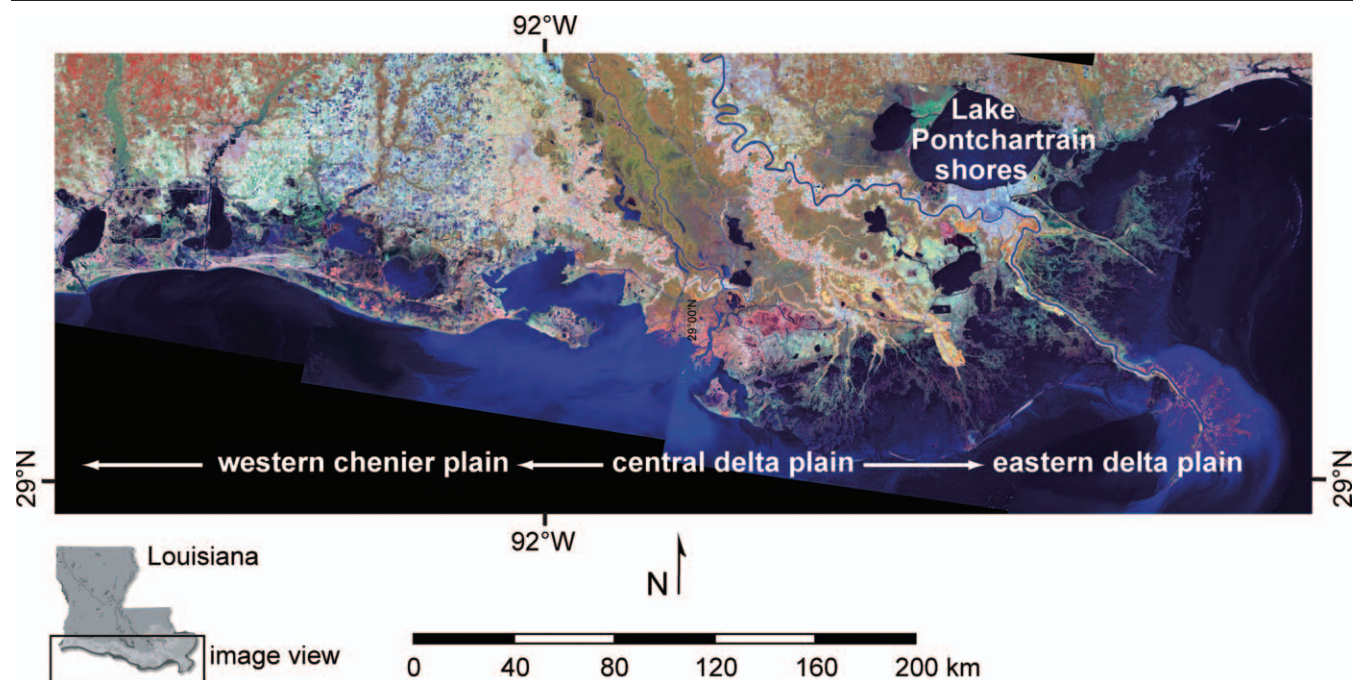 92°W
Lake
Pontchartrain
shores
29°00'N
western chenier plain
central delta plain
eastern delta plain
29°N
29°N
92°W
Louisiana
N
image view
0 40 80 120 160 200 km